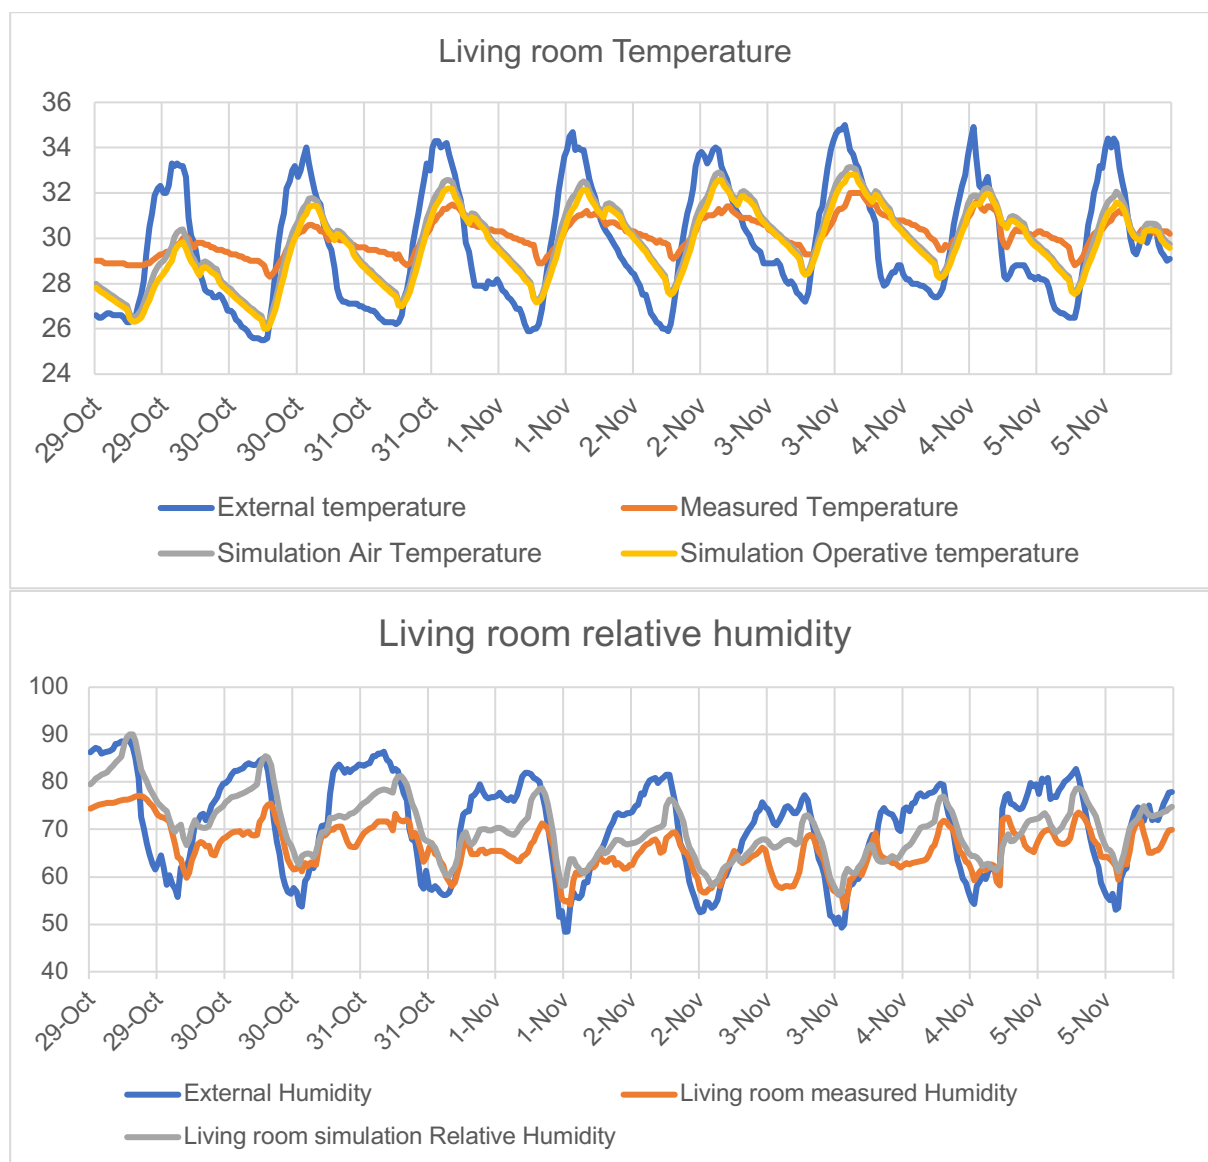 Living room Temperature
36
34
32
30
28
26
24
29-Oct
29-Oct
30-Oct
30-Oct
31-Oct
31-Oct
1-Nov
1-Nov
2-Nov
2-Nov
3-Nov
3-Nov
4-Nov
4-Nov
5-Nov
5-Nov
External temperature
Measured Temperature
Simulation Air Temperature
Simulation Operative temperature
Living room relative humidity
100
90
80
70
60
50
40
29-Oct
29-Oct
30-Oct
30-Oct
31-Oct
31-Oct
1-Nov
1-Nov
2-Nov
2-Nov
3-Nov
3-Nov
4-Nov
4-Nov
5-Nov
5-Nov
External Humidity
Living room measured Humidity
Living room simulation Relative Humidity